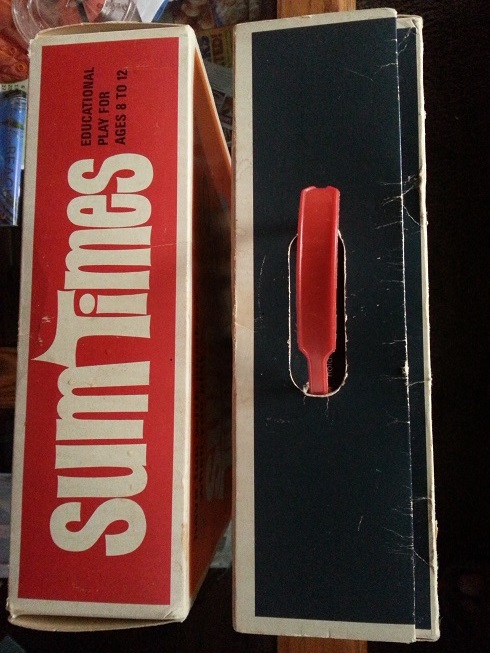 Sum Times
EDUCATIONAL
PLAY FOR
AGES 8 TO 12